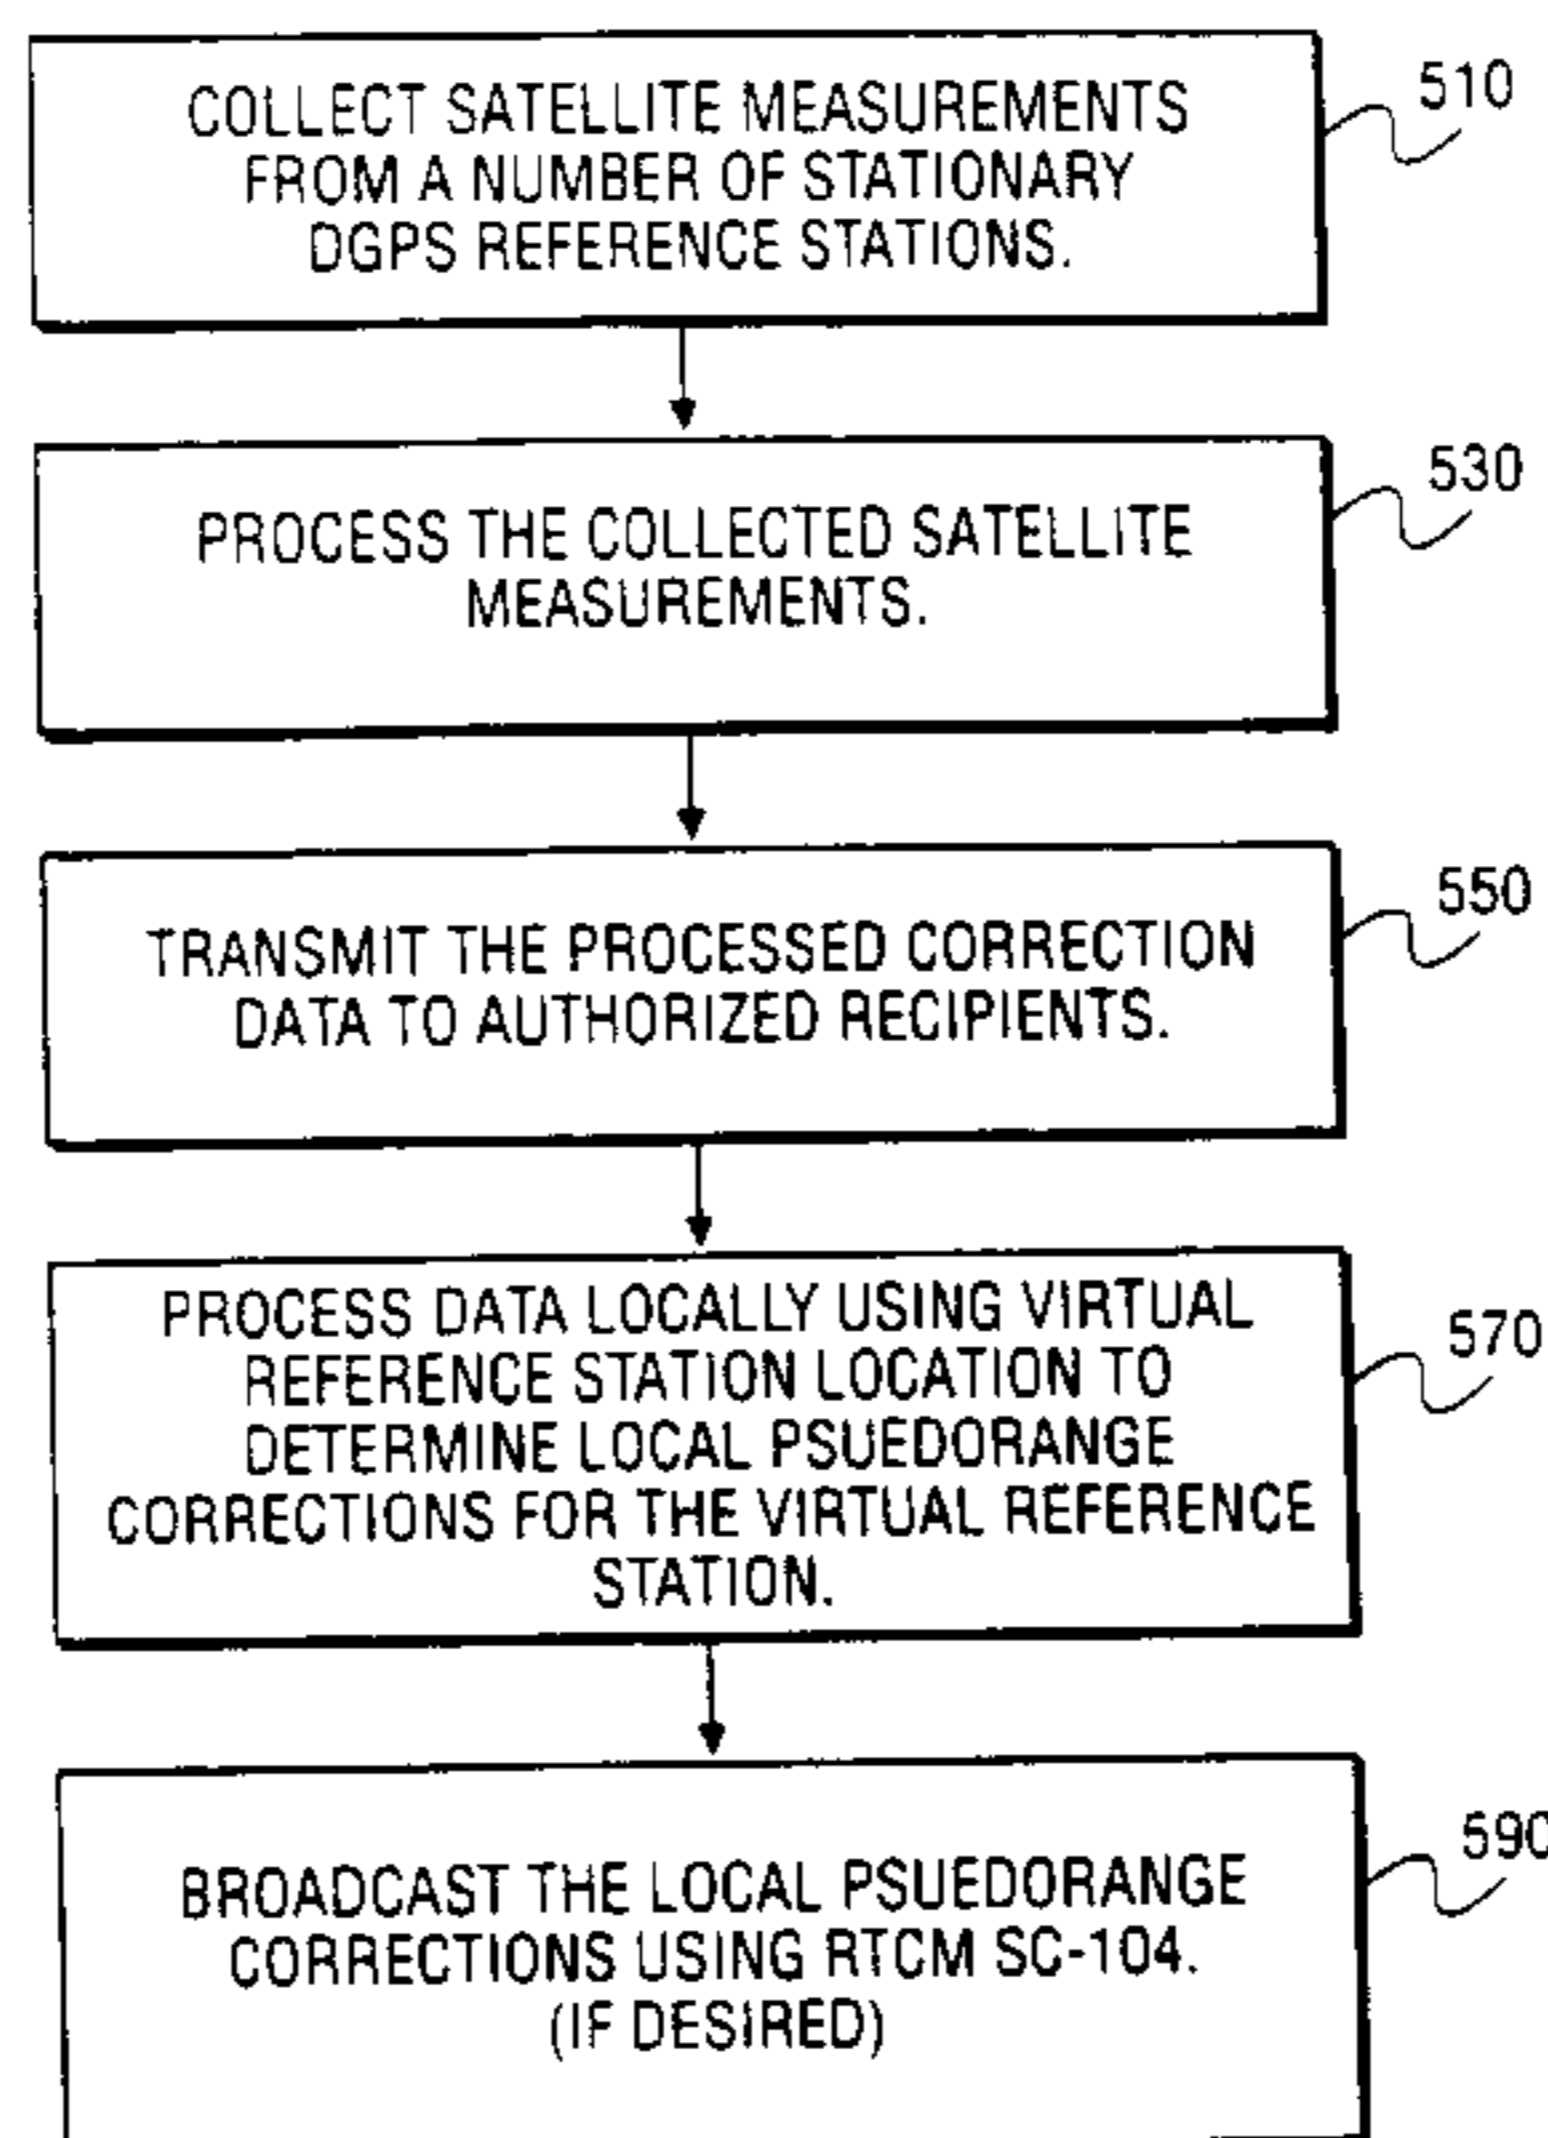 COLLECT SATELLITE MEASUREMENTS
FROM A NUMBER OF STATIONARY
DGPS REFERENCE STATIONS.
510
PROCESS THE COLLECTED SATELLITE
MEASUREMENTS.
530
TRANSMIT THE PROCESSED CORRECTION
DATA TO AUTHORIZED RECIPIENTS.
550
PROCESS DATA LOCALLY USING VIRTUAL
REFERENCE STATION LOCATION TO
DETERMINE LOCAL PSUEDORANGE
CORRECTIONS FOR THE VIRTUAL REFERENCE
STATION.
570
BROADCAST THE LOCAL PSUEDORANGE
CORRECTIONS USING RTCM SC-104.
(IF DESIRED)
590